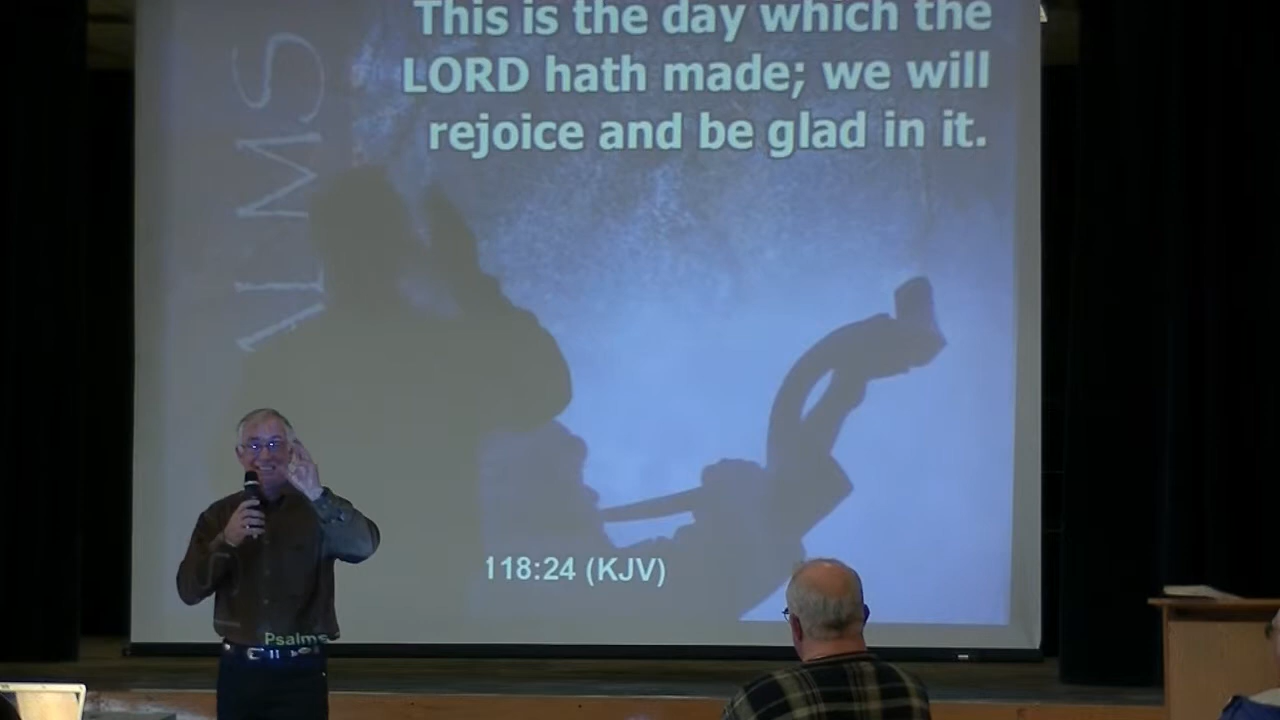 This is the day which the
LORD hath made; we will
rejoice and be glad in it.
ALMS
118:24 (KJV)
Psalms